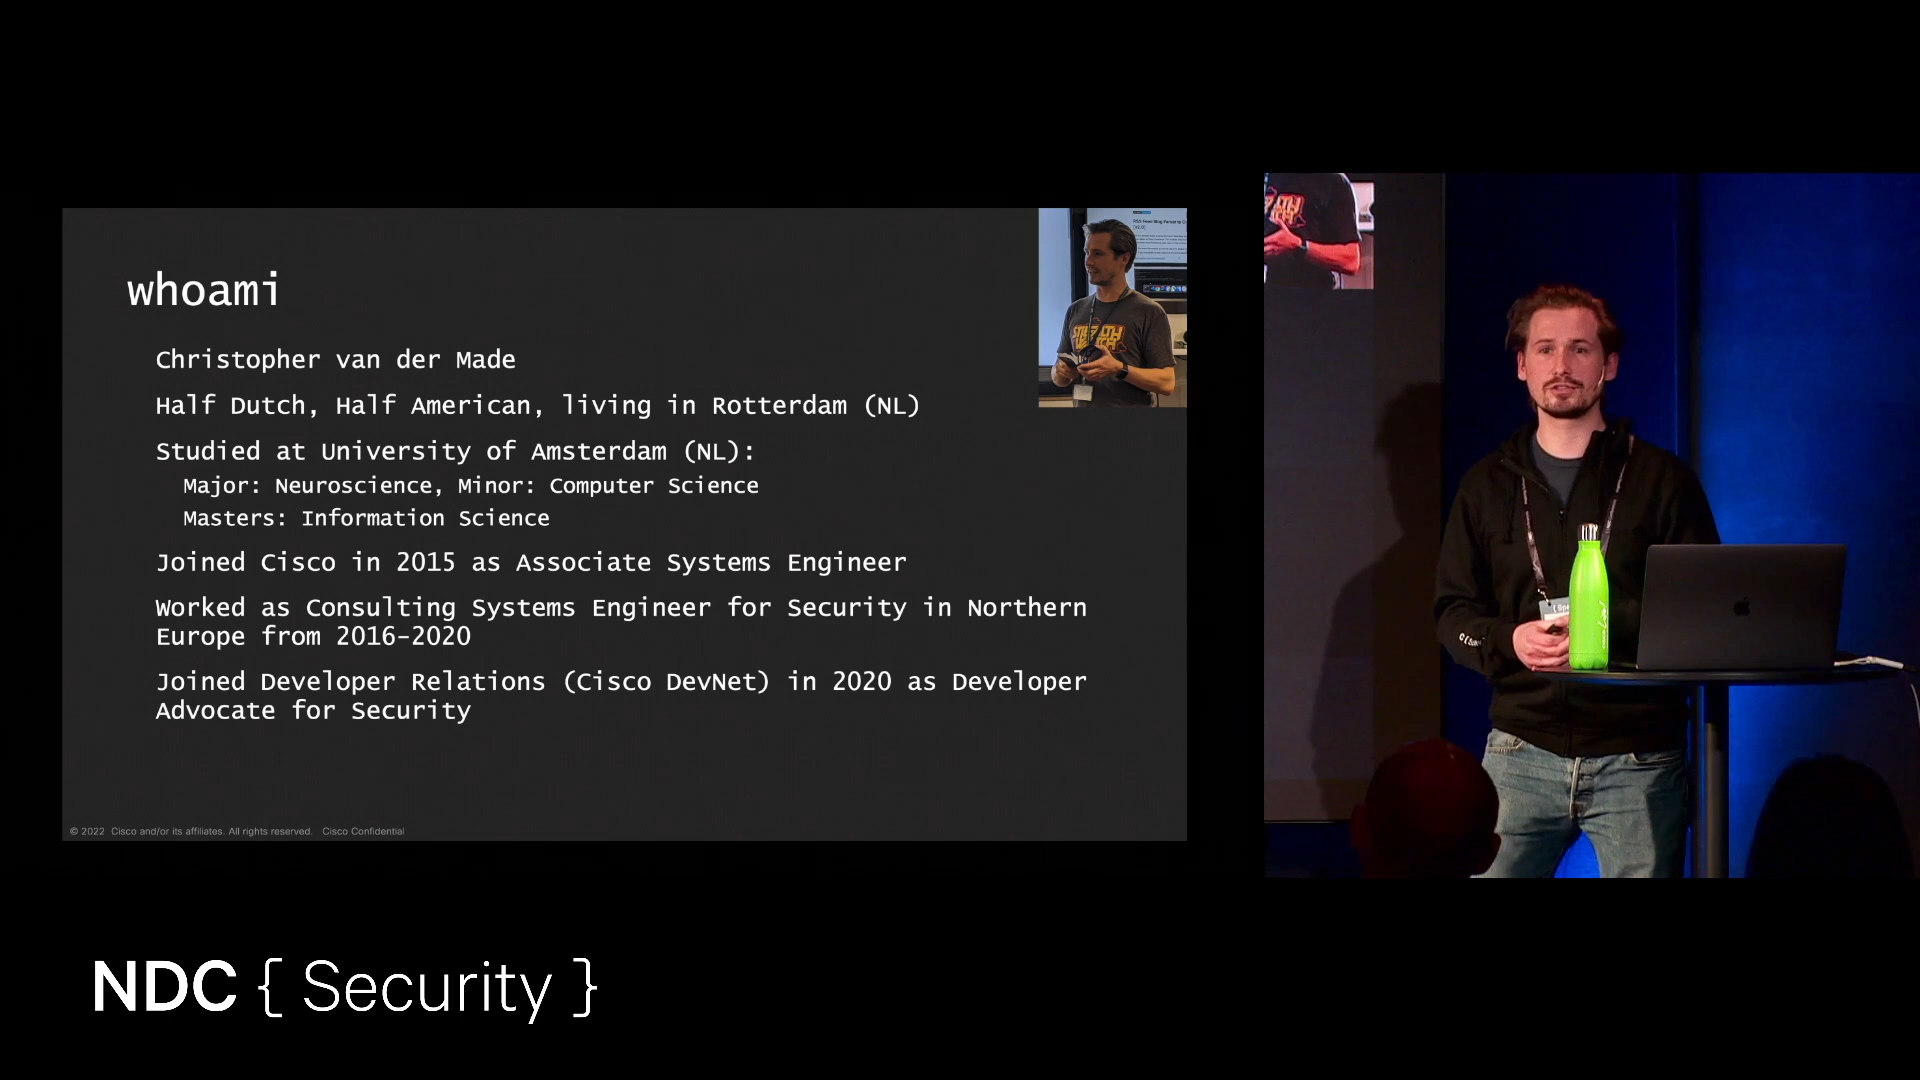 whoami
Christopher van der Made
Half Dutch, Half American, living in Rotterdam (NL)
Studied at University of Amsterdam (NL):
Major: Neuroscience, Minor: Computer Science
Masters: Information Science
Joined Cisco in 2015 as Associate Systems Engineer
Worked as Consulting Systems Engineer for Security in Northern
Europe from 2016-2020
Joined Developer Relations (Cisco DevNet) in 2020 as Developer
Advocate for Security
© 2022 Cisco and/or its affiliates. All rights reserved. Cisco Confidential
NDC { Security }